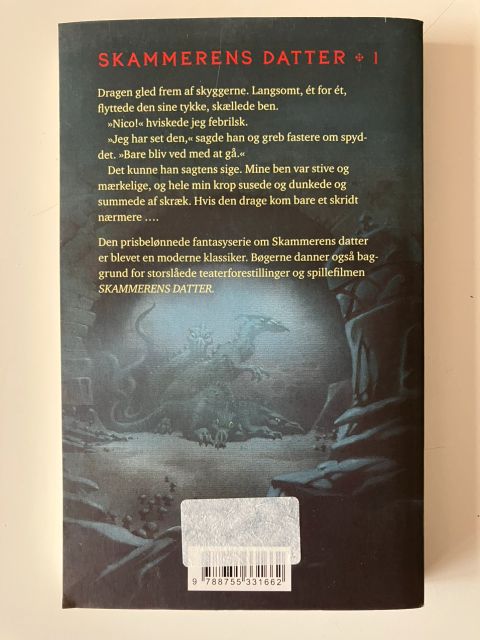 SKAMMERENS DATTER ✣ 1
Dragen gled frem af skyggerne. Langsomt, ét for ét,
flyttede den sine tykke, skællede ben.
»Nico!« hviskede jeg febrilsk.
»Jeg har set den,« sagde han og greb fastere om spyd-
det. »Bare bliv ved med at gå.«
Det kunne han sagtens sige. Mine ben var stive og
mærkelige, og hele min krop susede og dunkede og
summede af skræk. Hvis den drage kom bare et skridt
nærmere ....
Den prisbelønnede fantasyserie om Skammerens datter
er blevet en moderne klassiker. Bøgerne danner også bag-
grund for storslåede teaterforestillinger og spillefilmen
SKAMMERENS DATTER.
9 788755 331662